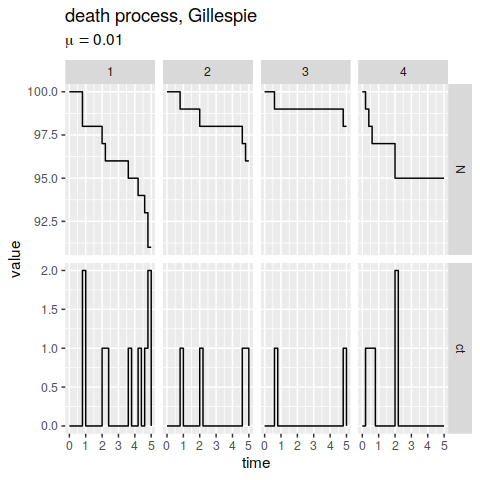 death process, Gillespie
μ = 0.01
1 2 3 4
100.0
97.5
95.0
92.5
N
2.0
1.5
1.0
0.5
0.0
ct
value
0 1 2 3 4 5 0 1 2 3 4 5 0 1 2 3 4 5 0 1 2 3 4 5
time